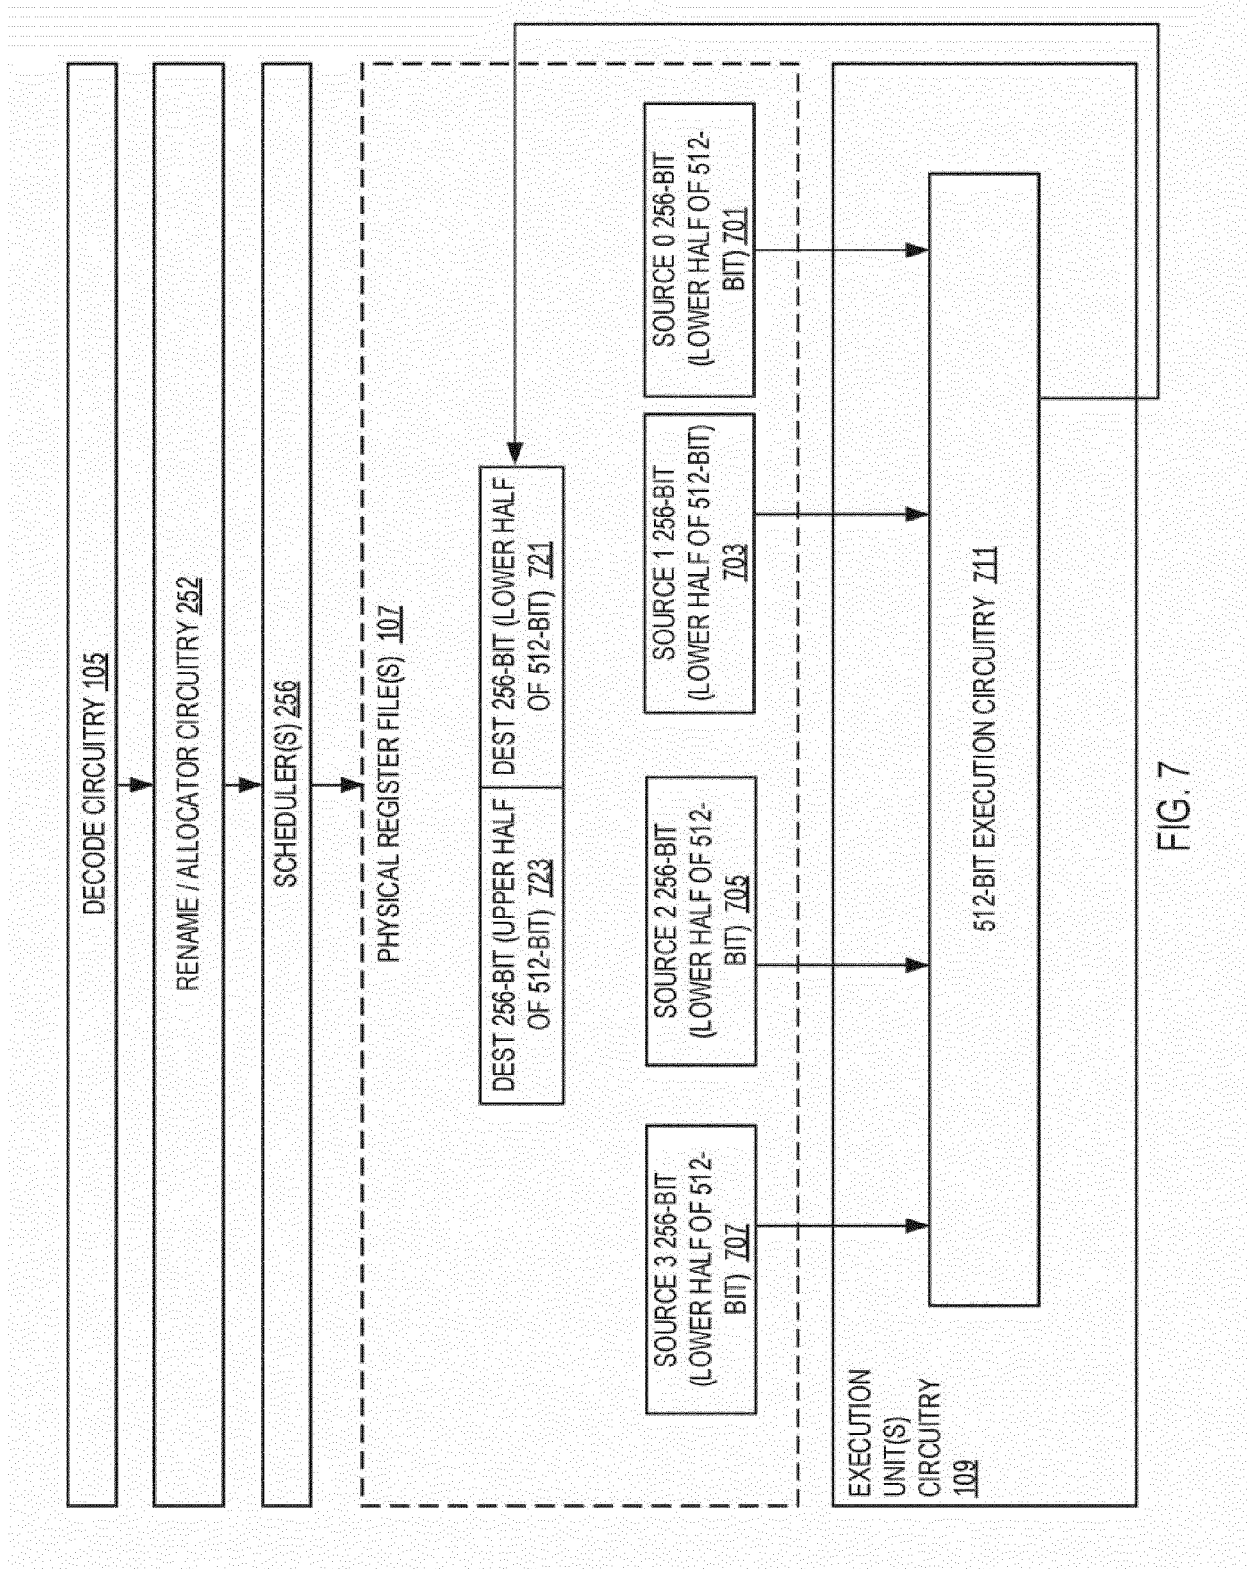 DECODE CIRCUITRY 105
RENAME / ALLOCATOR CIRCUITRY 252
SCHEDULER(S) 256
PHYSICAL REGISTER FILE(S) 107
DEST 256-BIT (UPPER HALF
OF 512-BIT) 723
DEST 256-BIT (LOWER HALF
OF 512-BIT) 721
SOURCE 3 256-BIT
(LOWER HALF OF 512-
BIT) 707
SOURCE 2 256-BIT
(LOWER HALF OF 512-
BIT) 705
SOURCE 1 256-BIT
(LOWER HALF OF 512-BIT)
703
SOURCE 0 256-BIT
(LOWER HALF OF 512-
BIT) 701
EXECUTION
UNIT(S)
CIRCUITRY
109
512-BIT EXECUTION CIRCUITRY 711
FIG. 7